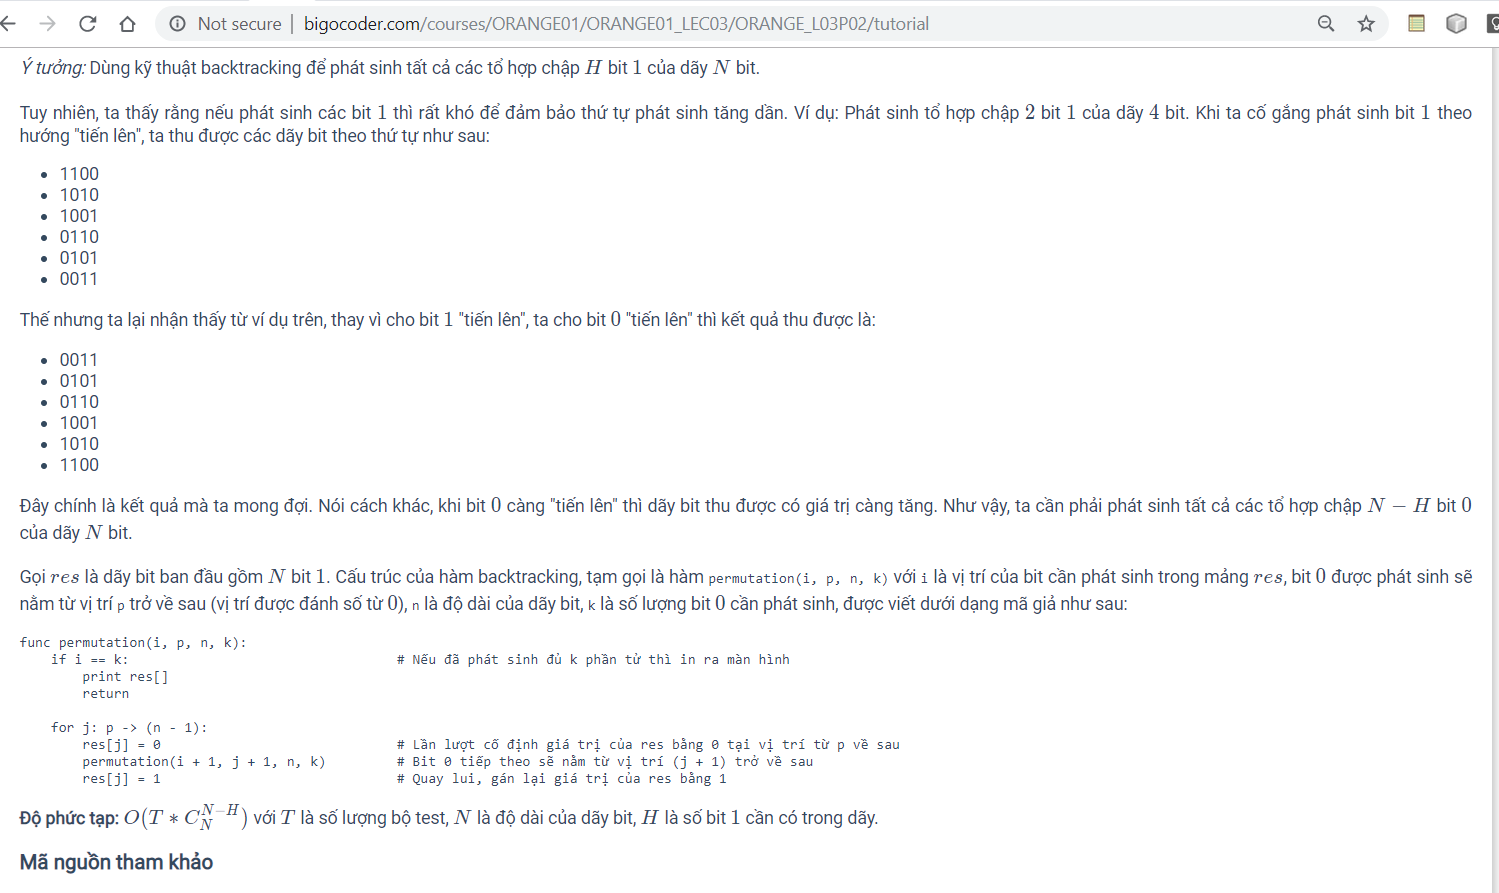 Not secure | bigocoder.com/courses/ORANGE01/ORANGE01_LEC03/ORANGE_L03P02/tutorial
Ý tưởng: Dùng kỹ thuật backtracking để phát sinh tất cả các tổ hợp chập H bit 1 của dãy N bit.
Tuy nhiên, ta thấy rằng nếu phát sinh các bit 1 thì rất khó để đảm bảo thứ tự phát sinh tăng dần. Ví dụ: Phát sinh tổ hợp chập 2 bit 1 của dãy 4 bit. Khi ta cố gắng phát sinh bit 1 theo
hướng "tiến lên", ta thu được các dãy bit theo thứ tự như sau:
• 1100
• 1010
• 1001
• 0110
• 0101
• 0011
Thế nhưng ta lại nhận thấy từ ví dụ trên, thay vì cho bit 1 "tiến lên", ta cho bit 0 "tiến lên" thì kết quả thu được là:
• 0011
• 0101
• 0110
• 1001
• 1010
• 1100
Đây chính là kết quả mà ta mong đợi. Nói cách khác, khi bit 0 càng "tiến lên" thì dãy bit thu được có giá trị càng tăng. Như vậy, ta cần phải phát sinh tất cả các tổ hợp chập N − H bit 0
của dãy N bit.
Gọi res là dãy bit ban đầu gồm N bit 1. Cấu trúc của hàm backtracking, tạm gọi là hàm permutation(i, p, n, k) với i là vị trí của bit cần phát sinh trong mảng res, bit 0 được phát sinh sẽ
nằm từ vị trí p trở về sau (vị trí được đánh số từ 0), n là độ dài của dãy bit, k là số lượng bit 0 cần phát sinh, được viết dưới dạng mã giả như sau:
func permutation(i, p, n, k):
if i == k: # Nếu đã phát sinh đủ k phần tử thì in ra màn hình
print res[]
return
for j: p -> (n - 1):
res[j] = 0 # Lần lượt cố định giá trị của res bằng 0 tại vị trí từ p về sau
permutation(i + 1, j + 1, n, k) # Bit 0 tiếp theo sẽ nằm từ vị trí (j + 1) trở về sau
res[j] = 1 # Quay lui, gán lại giá trị của res bằng 1
Độ phức tạp: O(T ∗ C_N^{N−H}) với T là số lượng bộ test, N là độ dài của dãy bit, H là số bit 1 cần có trong dãy.
Mã nguồn tham khảo